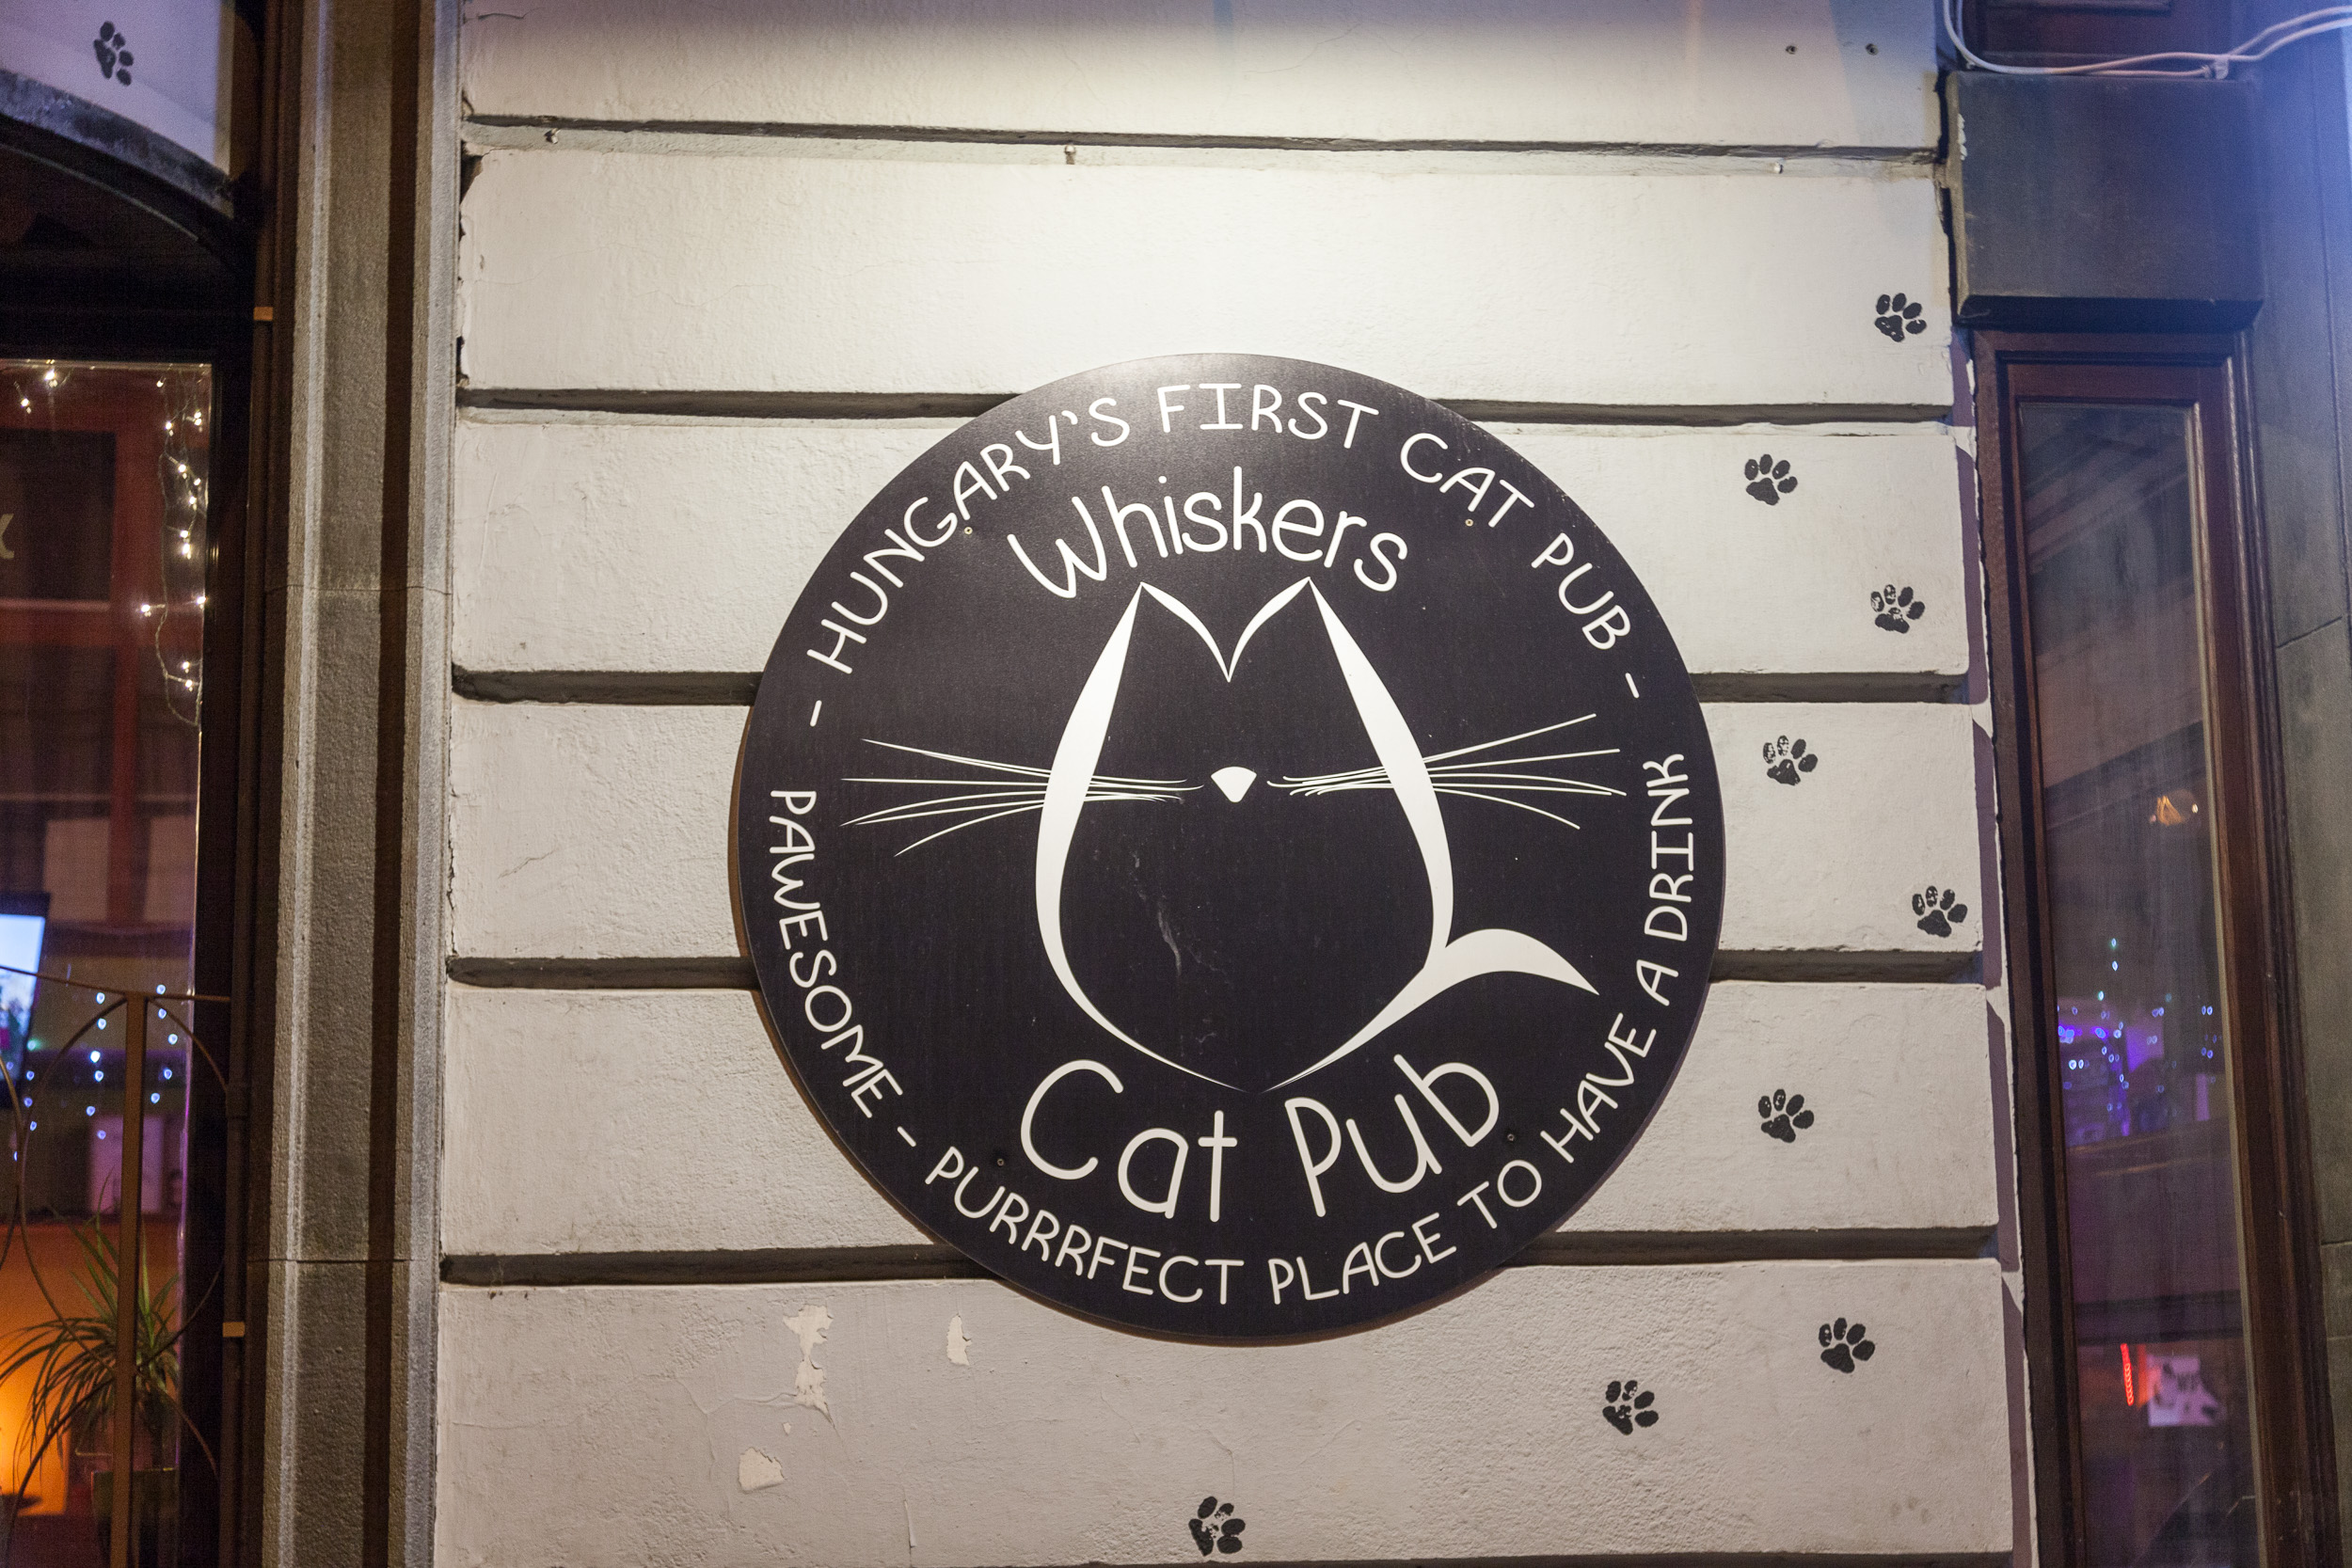 - HUNGARY'S FIRST CAT PUB -
Whiskers
Cat Pub
PAWESOME - PURRRFECT PLACE TO HAVE A DRINK